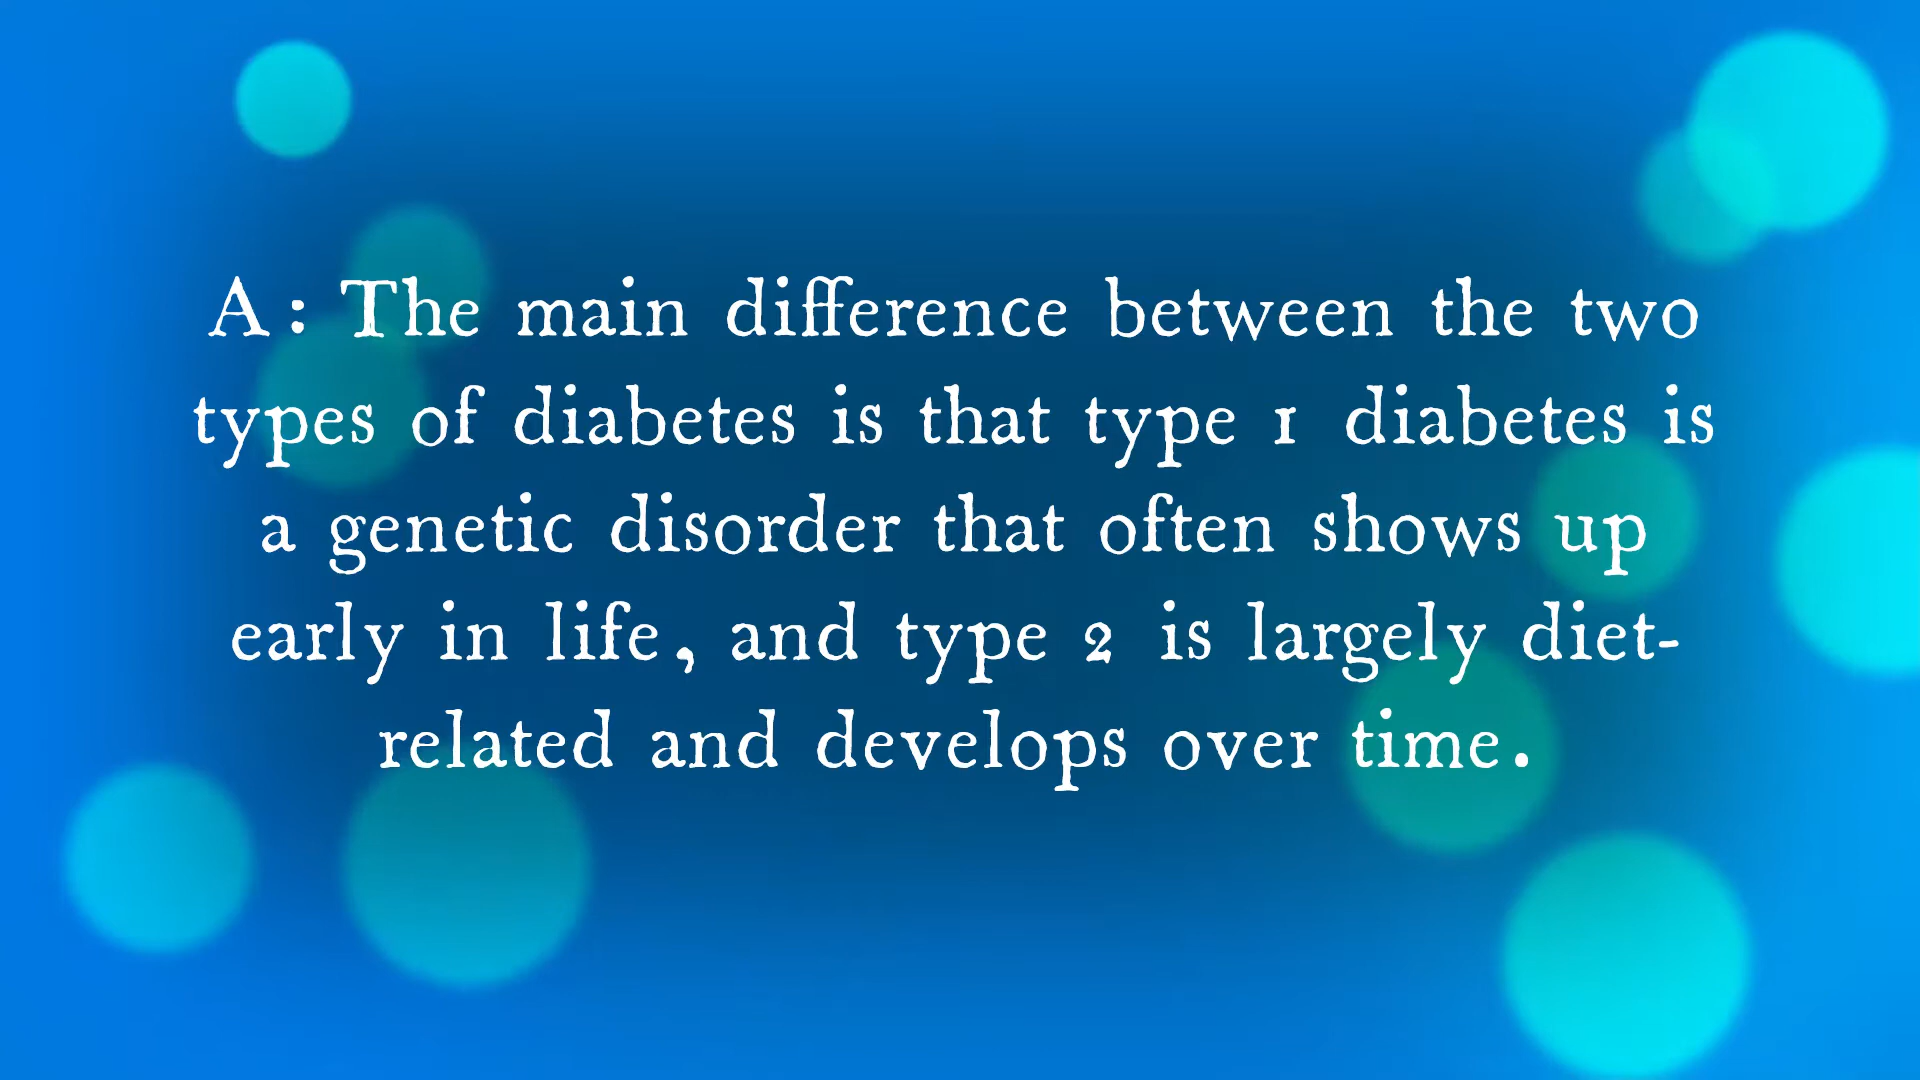 A: The main difference between the two
types of diabetes is that type 1 diabetes is
a genetic disorder that often shows up
early in life, and type 2 is largely diet-
related and develops over time.